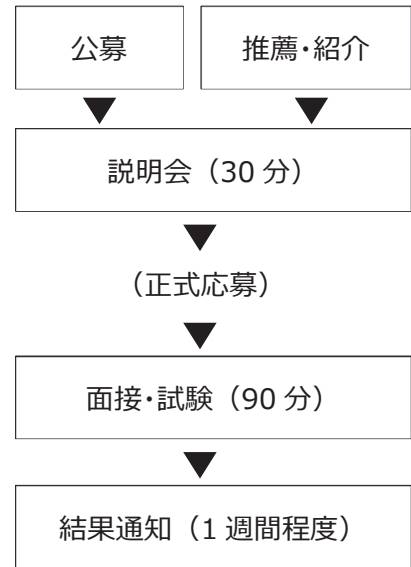 公募
推薦・紹介
説明会（30 分）
（正式応募）
面接・試験（90 分）
結果通知（1 週間程度）